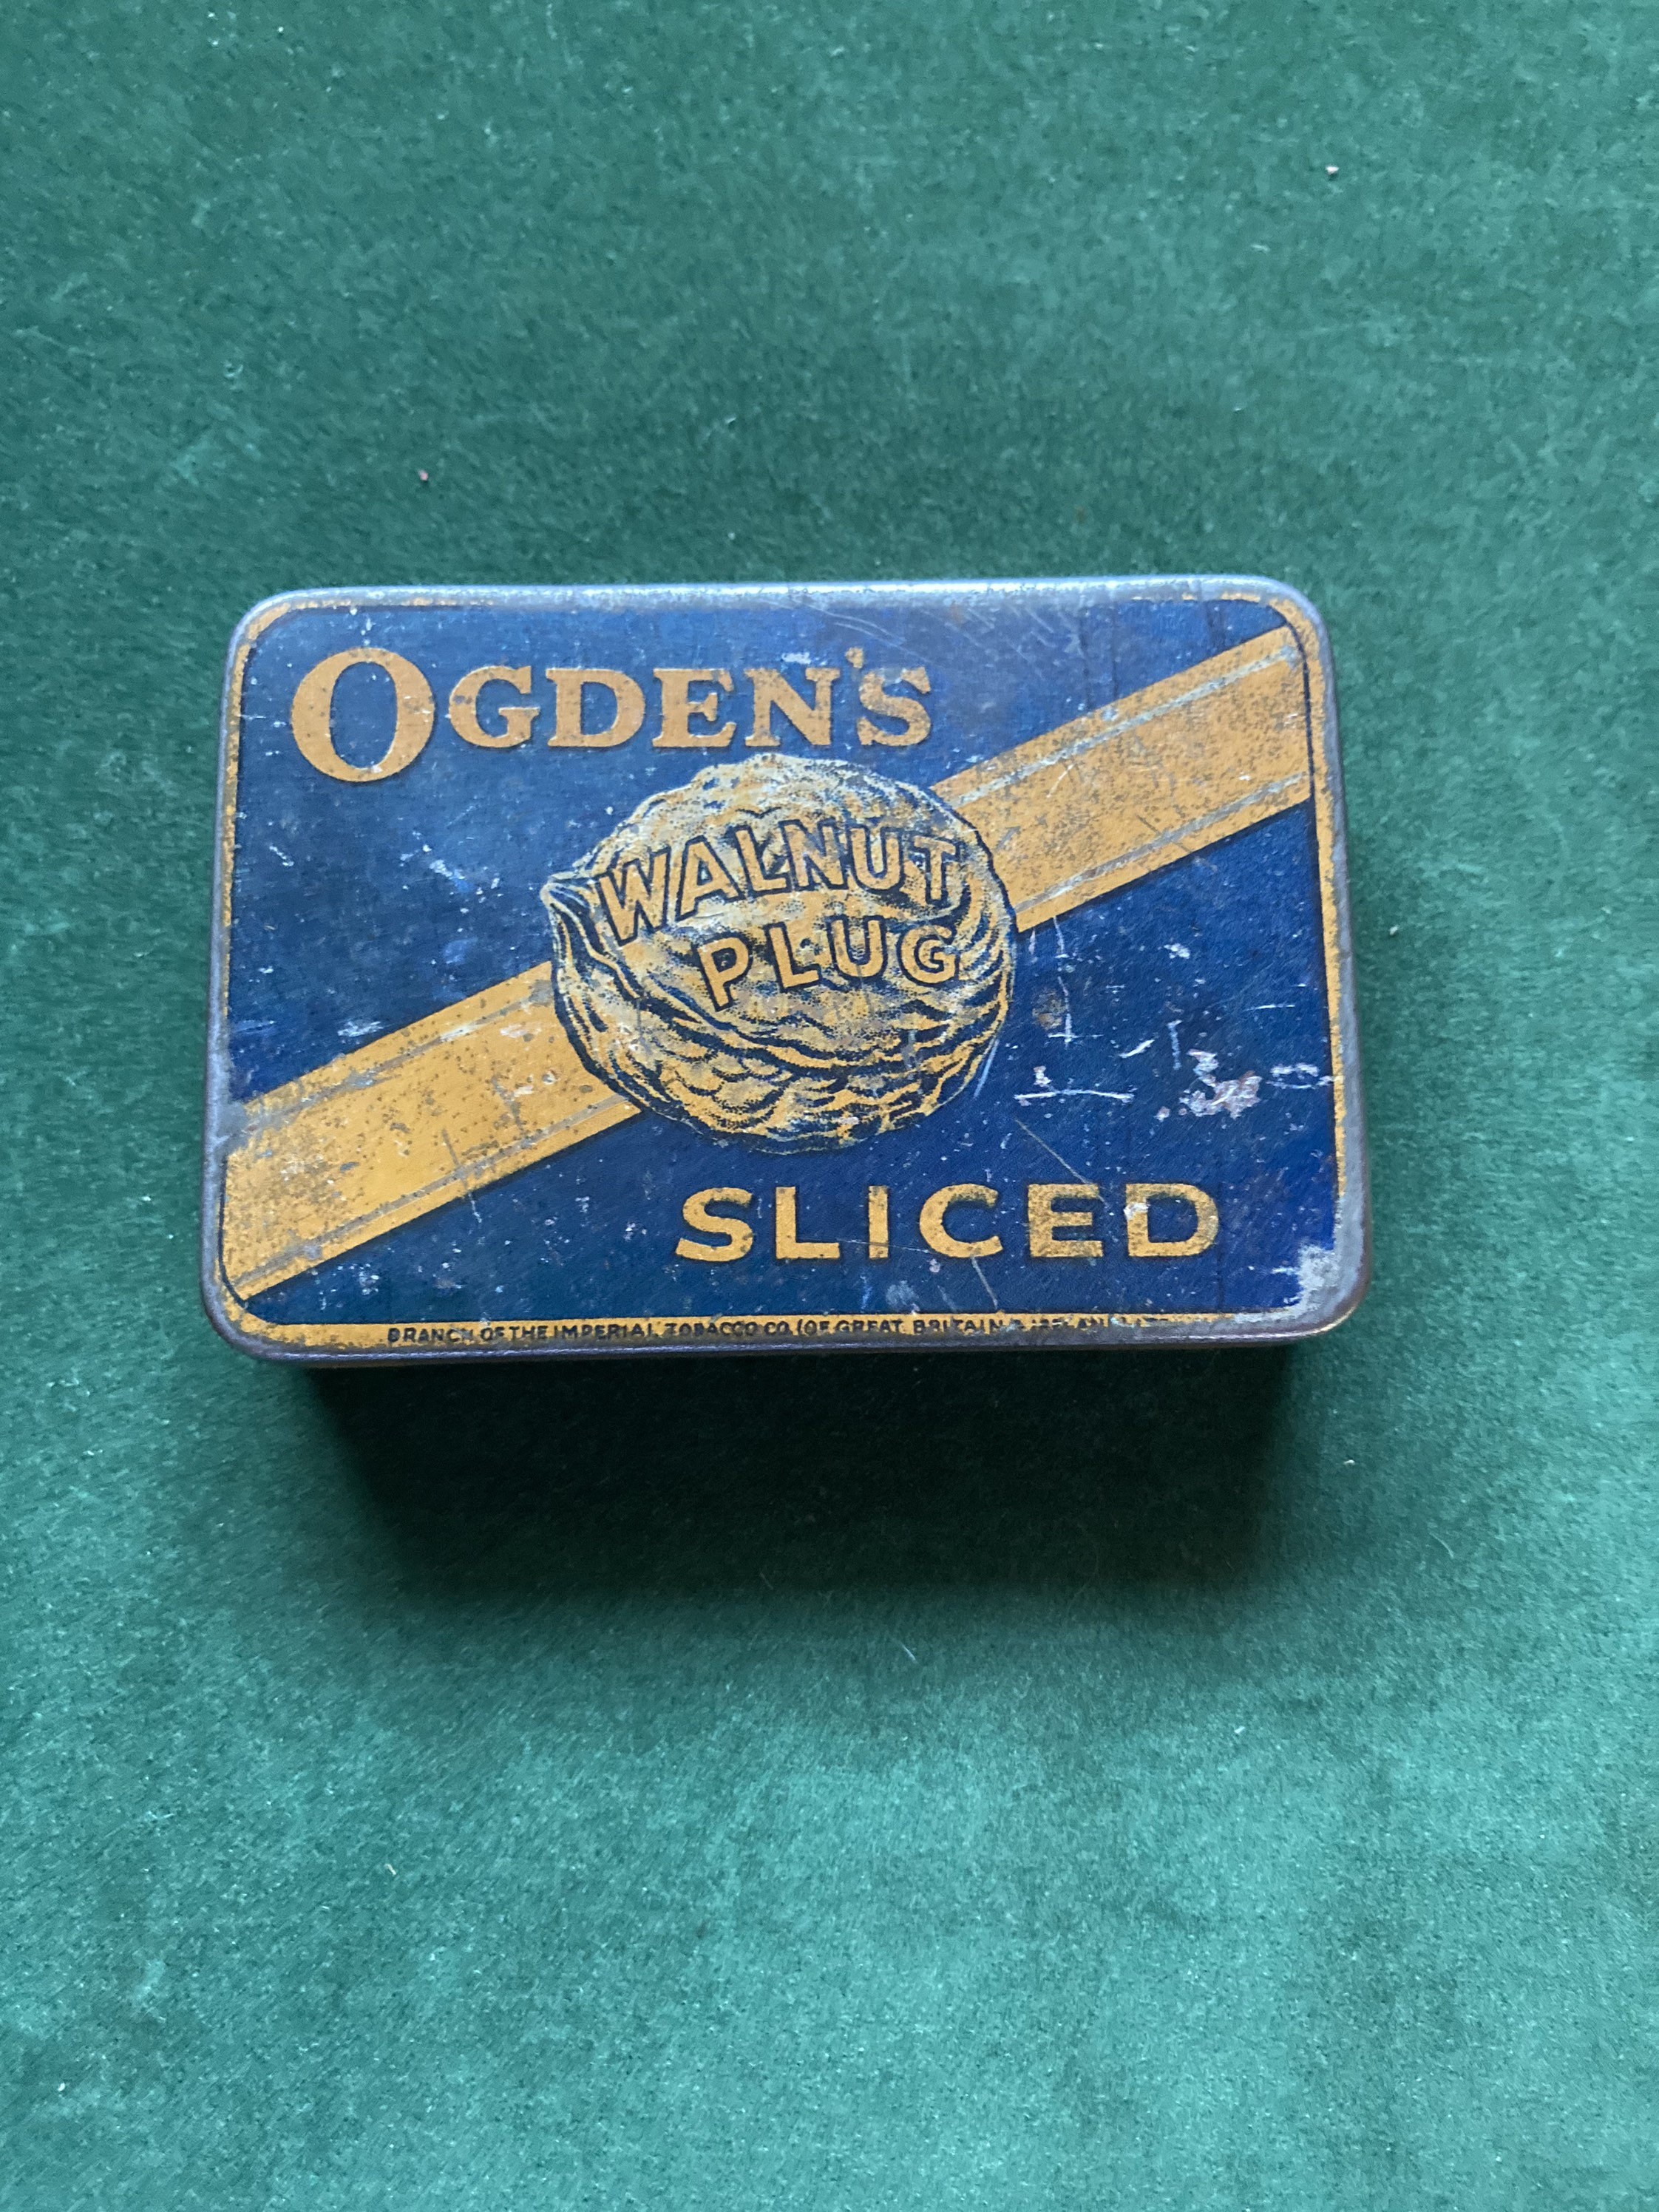 OGDEN'S
WALNUT
PLUG
SLICED
BRANCH OF THE IMPERIAL TOBACCO CO. (OF GREAT BRITAIN